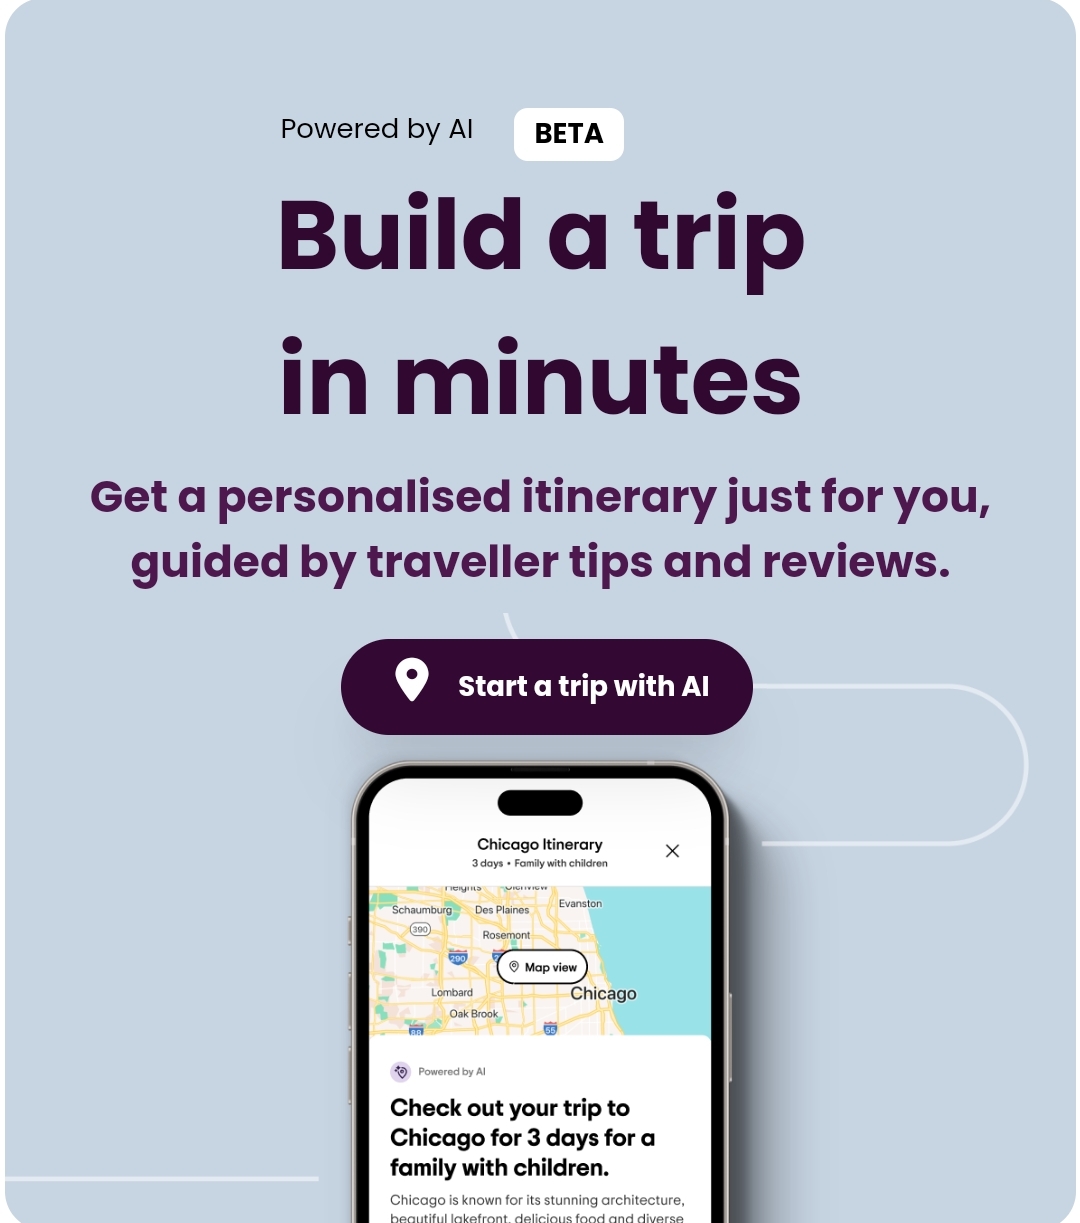 Powered by AI
BETA
Build a trip
in minutes
Get a personalised itinerary just for you,
guided by traveller tips and reviews.
Start a trip with AI
Chicago Itinerary
3 days • Family with children
Heights Glenview
Evanston
Schaumburg Des Plaines
390
Rosemont
290
Map view
Lombard
Chicago
Oak Brook
88
55
Powered by AI
Check out your trip to
Chicago for 3 days for a
family with children.
Chicago is known for its stunning architecture,
beautiful lakefront, delicious food and diverse